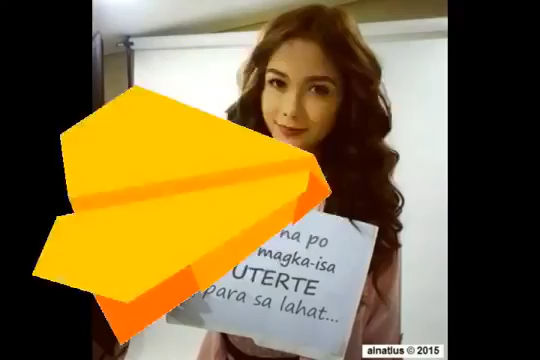 na po
magka-isa
UTERTE
para sa lahat...
alnatius © 2015